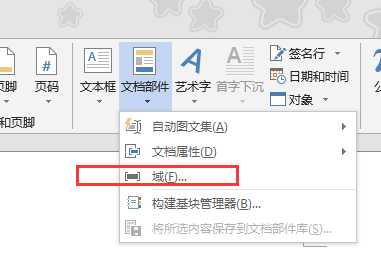 页脚 页码 文本框 文档部件 艺术字 首字下沉 签名行
日期和时间
对象
和页脚
自动图文集(A)
文档属性(D)
域(F)...
构建基块管理器(B)...
将所选内容保存到文档部件库(S)...